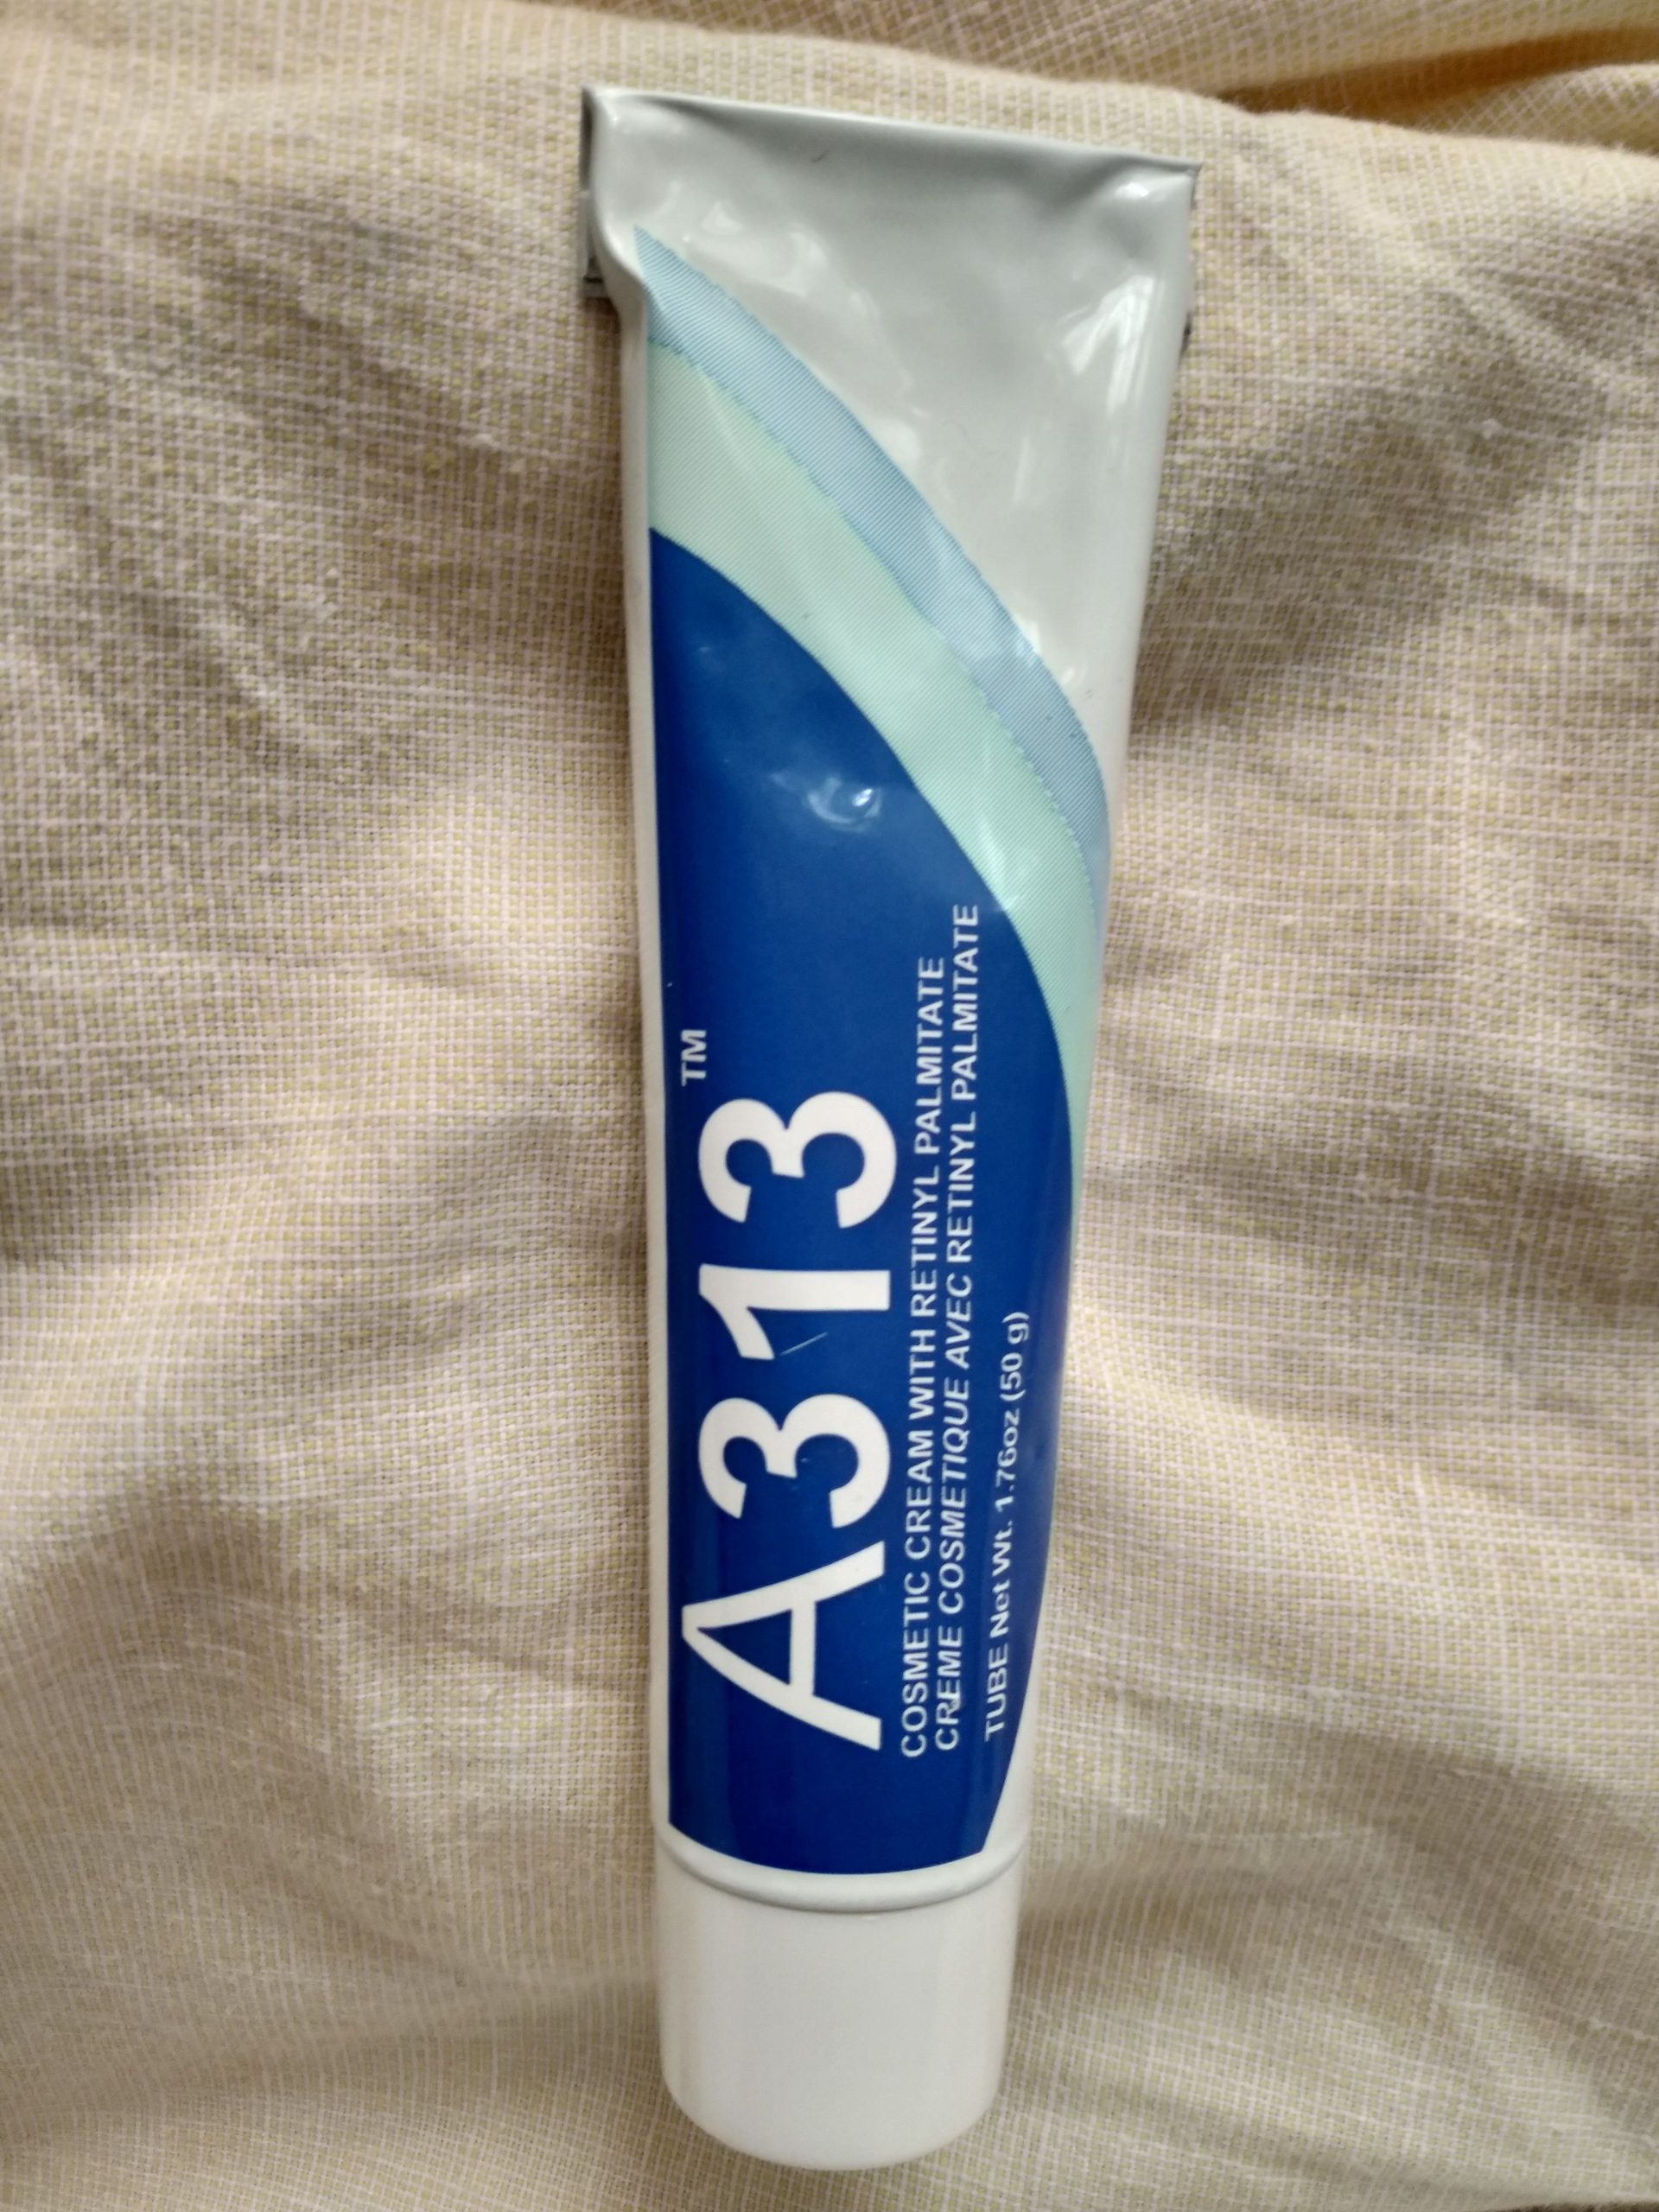 A313™
COSMETIC CREAM WITH RETINYL PALMITATE
CREME COSMETIQUE AVEC RETINYL PALMITATE
TUBE Net Wt. 1.76oz (50 g)